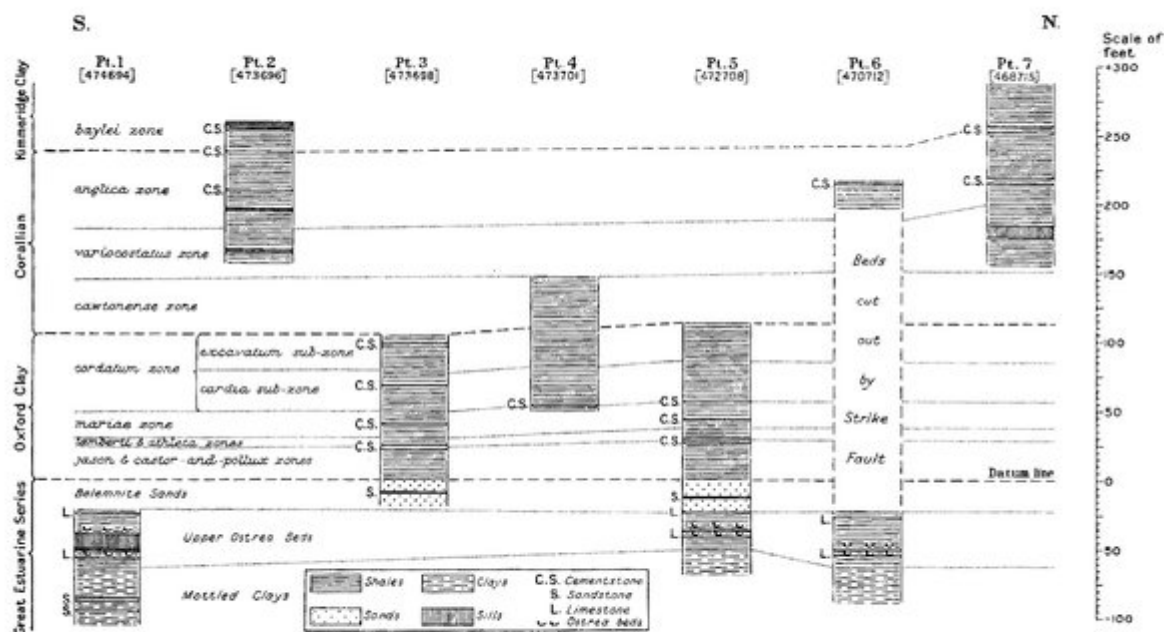 S.
N.
Pt.1
[474694]
Pt.2
[473696]
Pt.3
[473698]
Pt.4
[473701]
Pt.5
[472708]
Pt.6
[470712]
Pt.7
[468715]
Scale of
feet
+300
250
200
150
100
50
0
50
-100
Kimmeridge Clay
Corallian
Oxford Clay
Great Estuarine Series
baylei zone
anglica zone
variocostatus zone
cawtonense zone
cordatum zone
excavatum sub-zone
cardia sub-zone
mariae zone
lamberti & athleta zones
jason & castor-and-pollux zones
Belemnite Sands
Upper Ostrea Beds
Mottled Clays
C.S.
C.S.
C.S.
C.S.
C.S.
C.S.
C.S.
S.
C.S.
C.S.
C.S.
C.S.
S.
L.
L.
C.S.
L.
L.
C.S.
C.S.
L.
L.
S.
S.
Beds
cut
out
by
Strike
Fault
Datum line
Shales
Clays
Sands
Sills
C.S. Cementstone
S. Sandstone
L. Limestone
Ostrea Beds